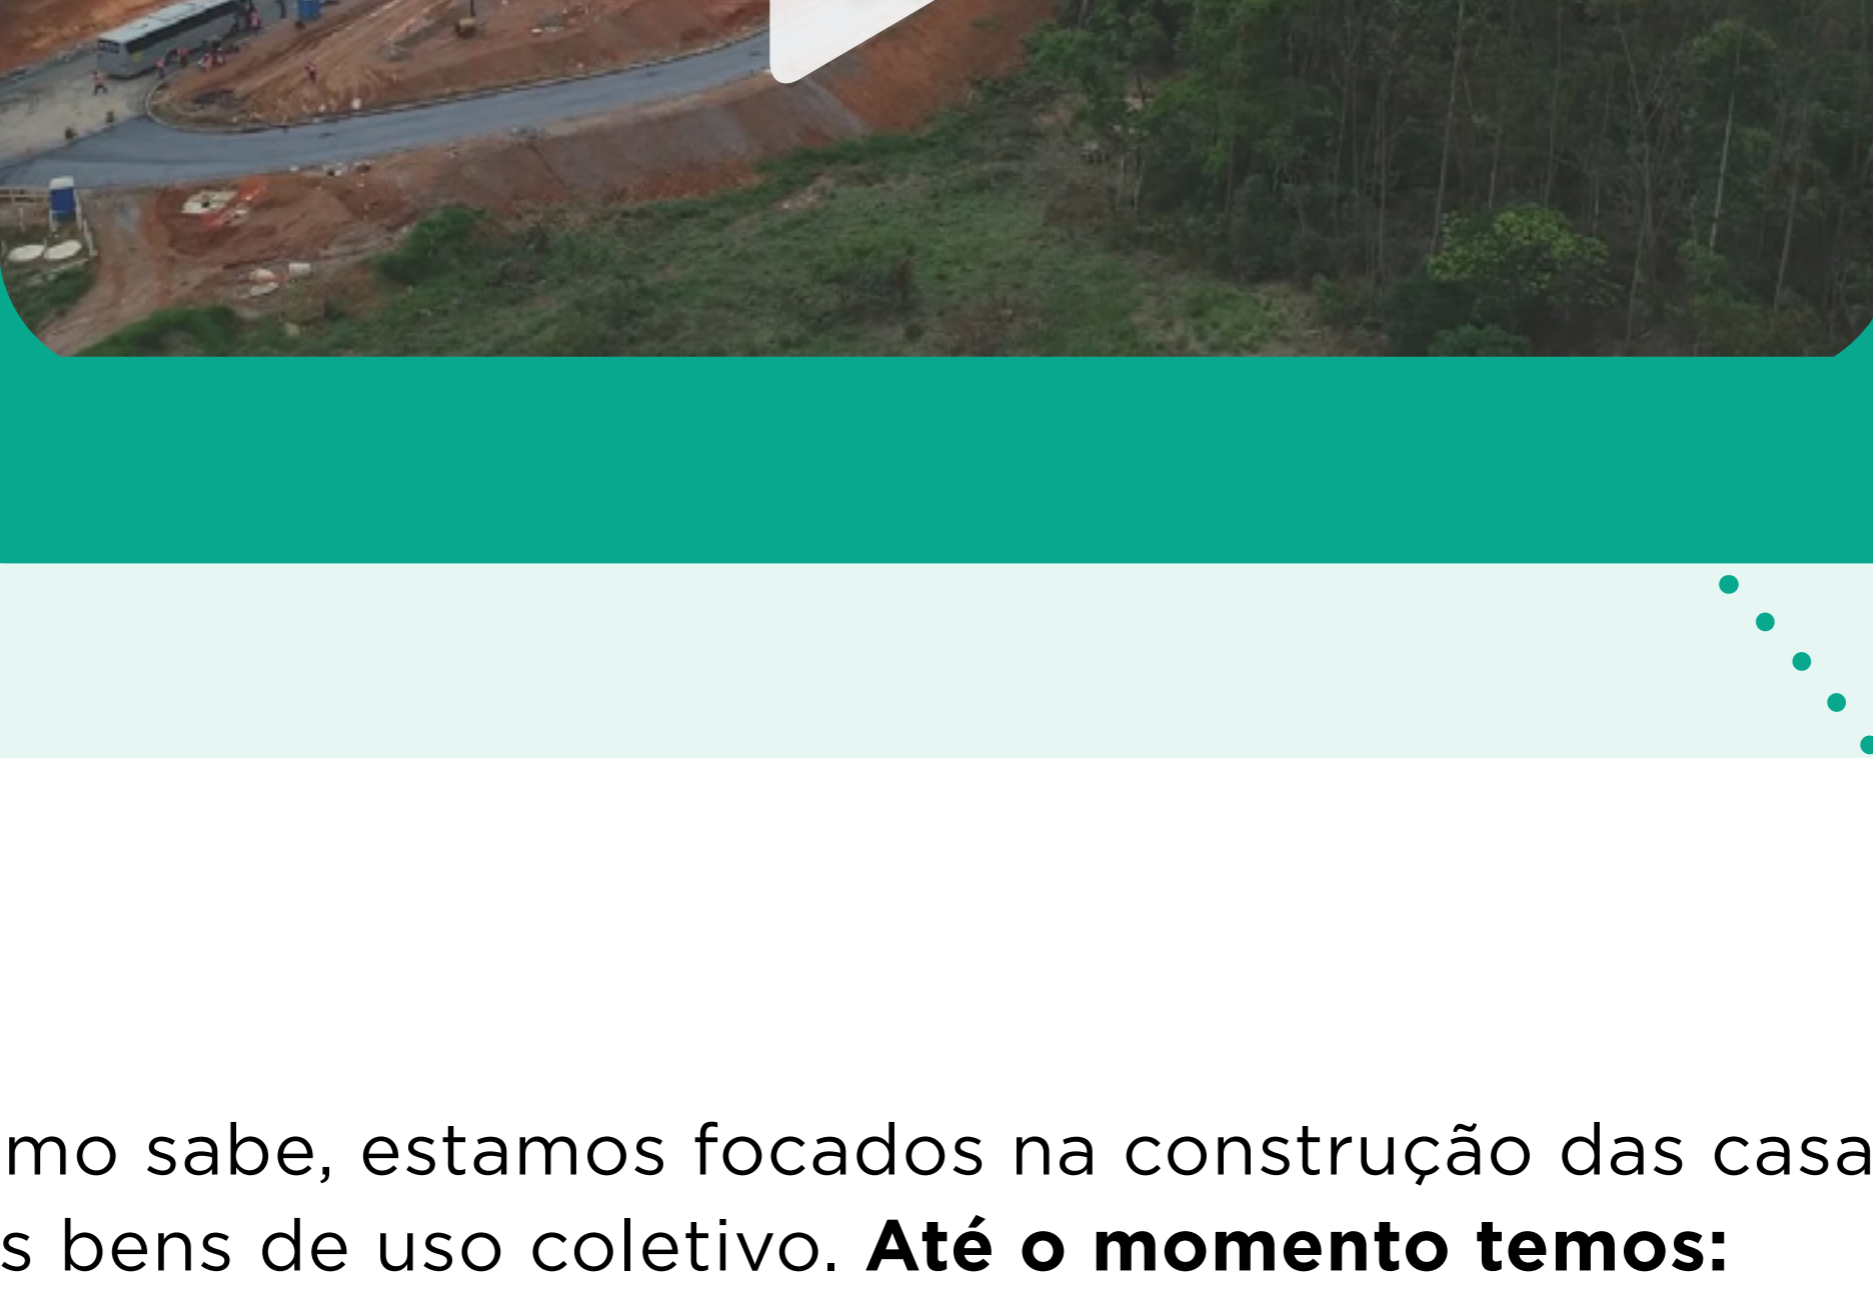 mo sabe, estamos focados na construção das casa
s bens de uso coletivo. Até o momento temos: